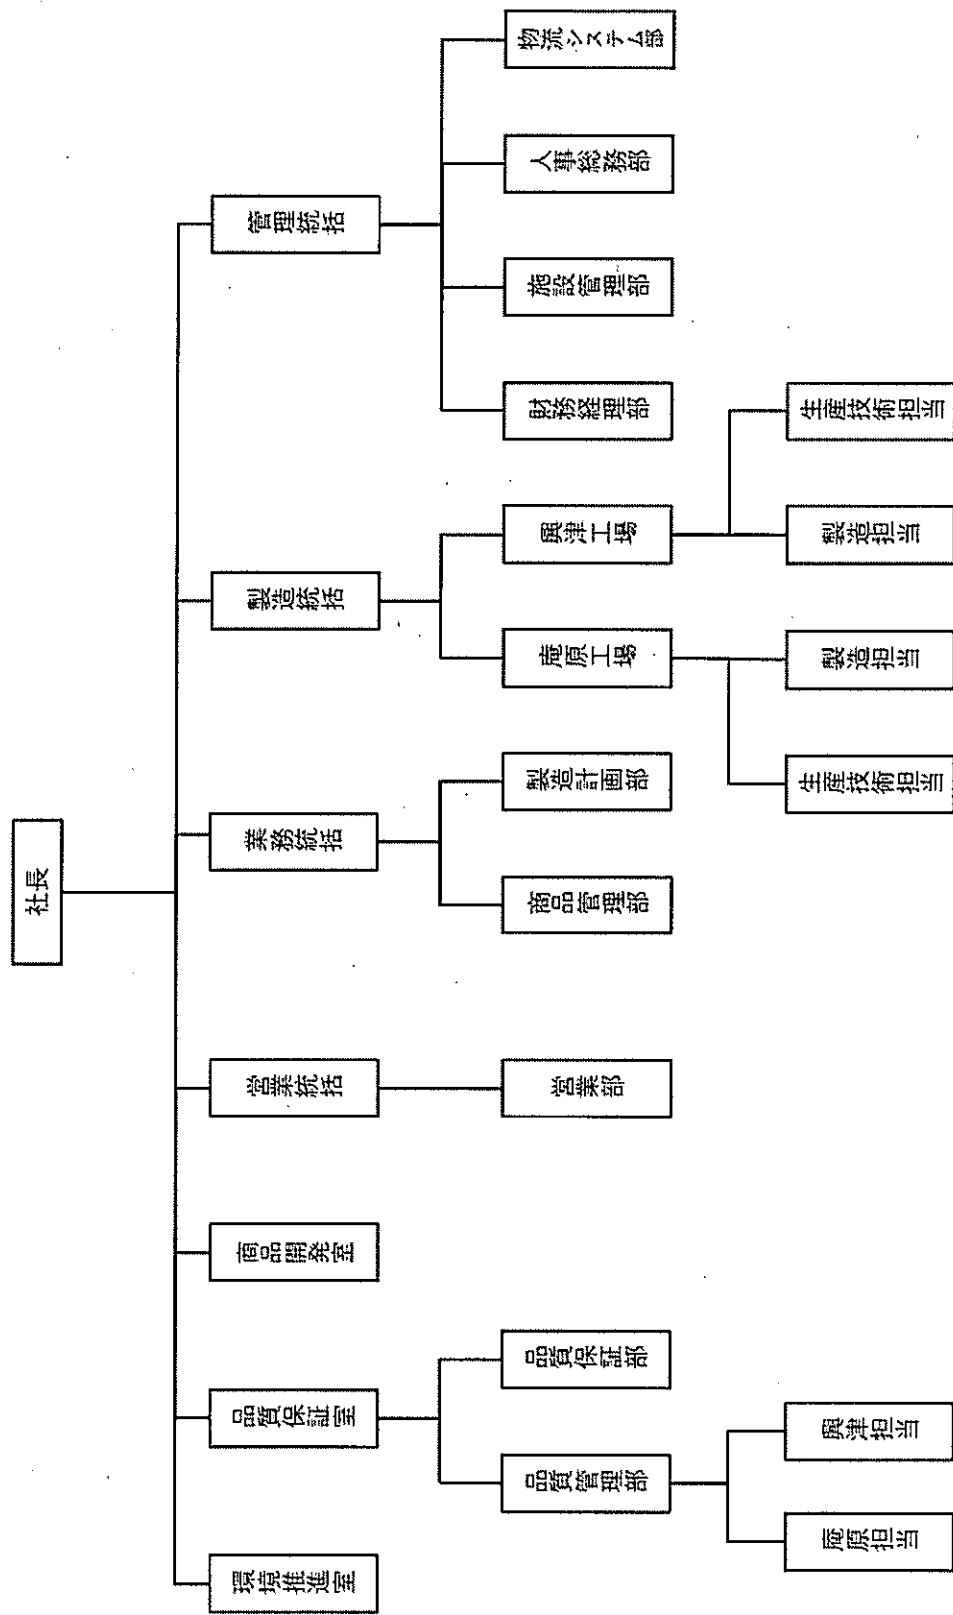 社長
環境推進室
品質保証室
商品開発室
営業統括
業務統括
製造統括
管理統括
品質管理部
品質保証部
営業部
商品管理部
製造計画部
庵原工場
興津工場
財務経理部
施設管理部
人事総務部
物流システム部
庵原担当
興津担当
生産技術担当
製造担当
製造担当
生産技術担当